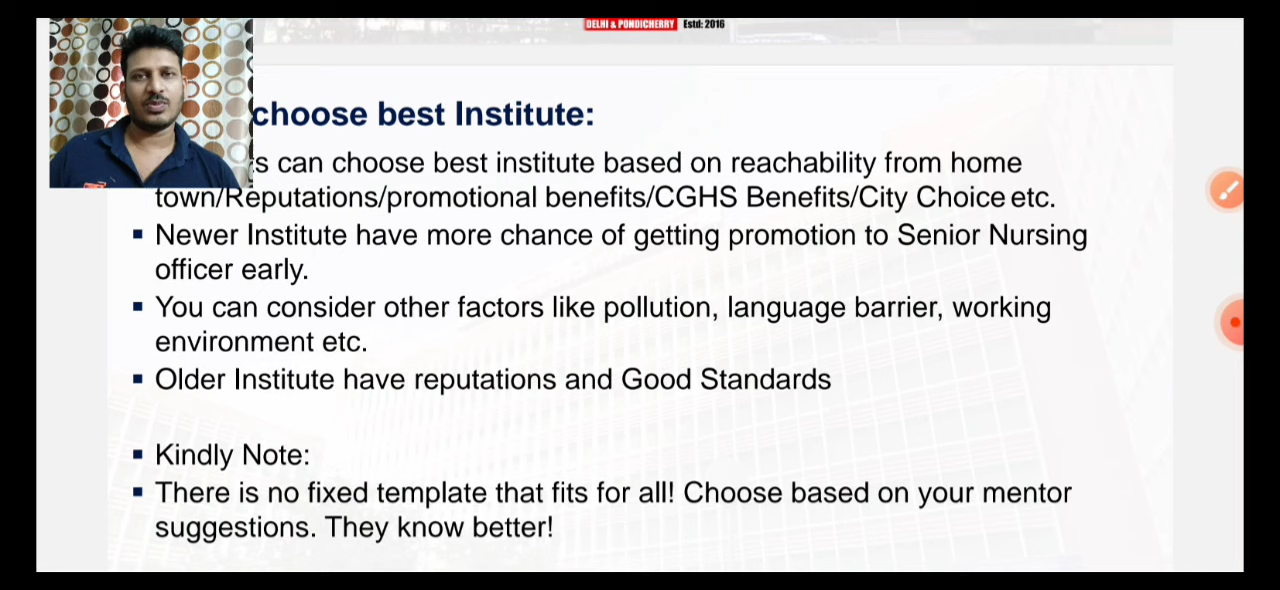 DELHI & PONDICHERRY Estd: 2016
choose best Institute:
s can choose best institute based on reachability from home
town/Reputations/promotional benefits/CGHS Benefits/City Choice etc.
▪ Newer Institute have more chance of getting promotion to Senior Nursing
officer early.
▪ You can consider other factors like pollution, language barrier, working
environment etc.
▪ Older Institute have reputations and Good Standards
▪ Kindly Note:
▪ There is no fixed template that fits for all! Choose based on your mentor
suggestions. They know better!